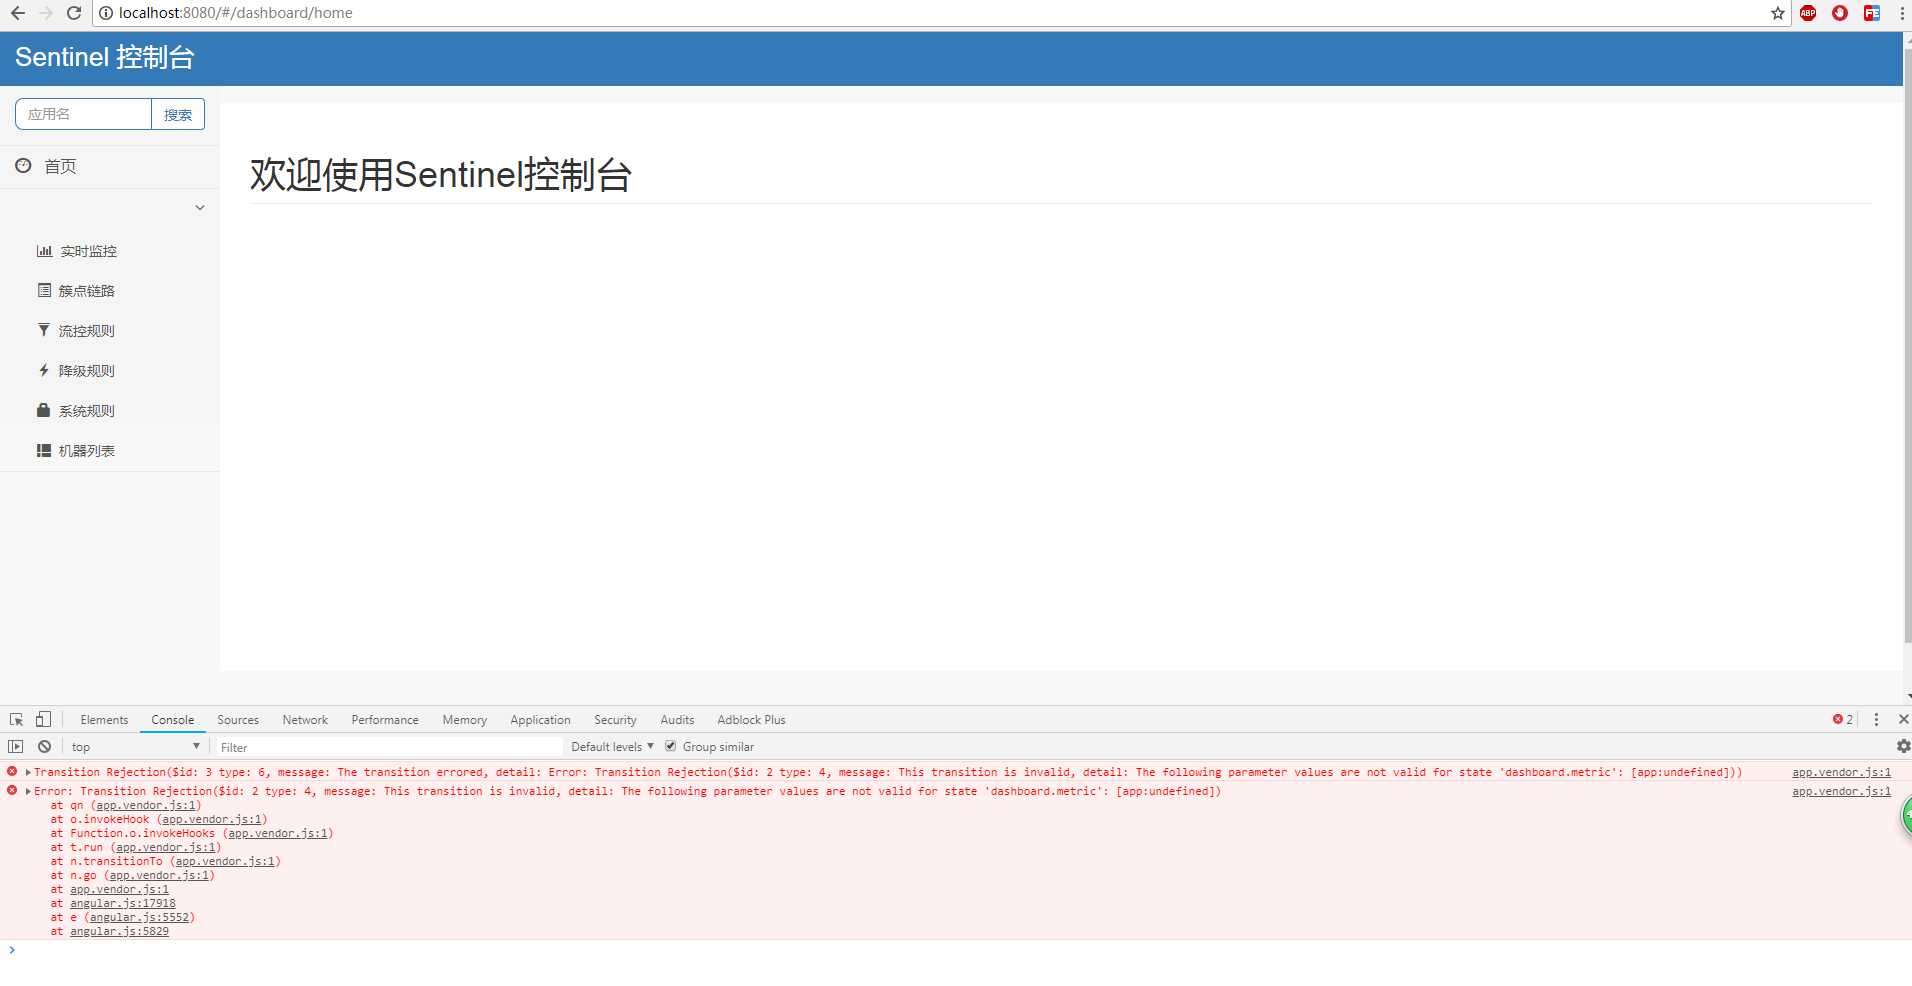 localhost:8080/#/dashboard/home
ABP
FE
Sentinel 控制台
应用名 搜索
首页
欢迎使用Sentinel控制台
实时监控
簇点链路
流控规则
降级规则
系统规则
机器列表
Elements Console Sources Network Performance Memory Application Security Audits Adblock Plus 2
top Filter Default levels Group similar
Transition Rejection($id: 3 type: 6, message: The transition errored, detail: Error: Transition Rejection($id: 2 type: 4, message: This transition is invalid, detail: The following parameter values are not valid for state 'dashboard.metric': [app:undefined])) app.vendor.js:1
Error: Transition Rejection($id: 2 type: 4, message: This transition is invalid, detail: The following parameter values are not valid for state 'dashboard.metric': [app:undefined]) app.vendor.js:1
at qn (app.vendor.js:1)
at o.invokeHook (app.vendor.js:1)
at Function.o.invokeHooks (app.vendor.js:1)
at t.run (app.vendor.js:1)
at n.transitionTo (app.vendor.js:1)
at n.go (app.vendor.js:1)
at app.vendor.js:1
at angular.js:17918
at e (angular.js:5552)
at angular.js:5829